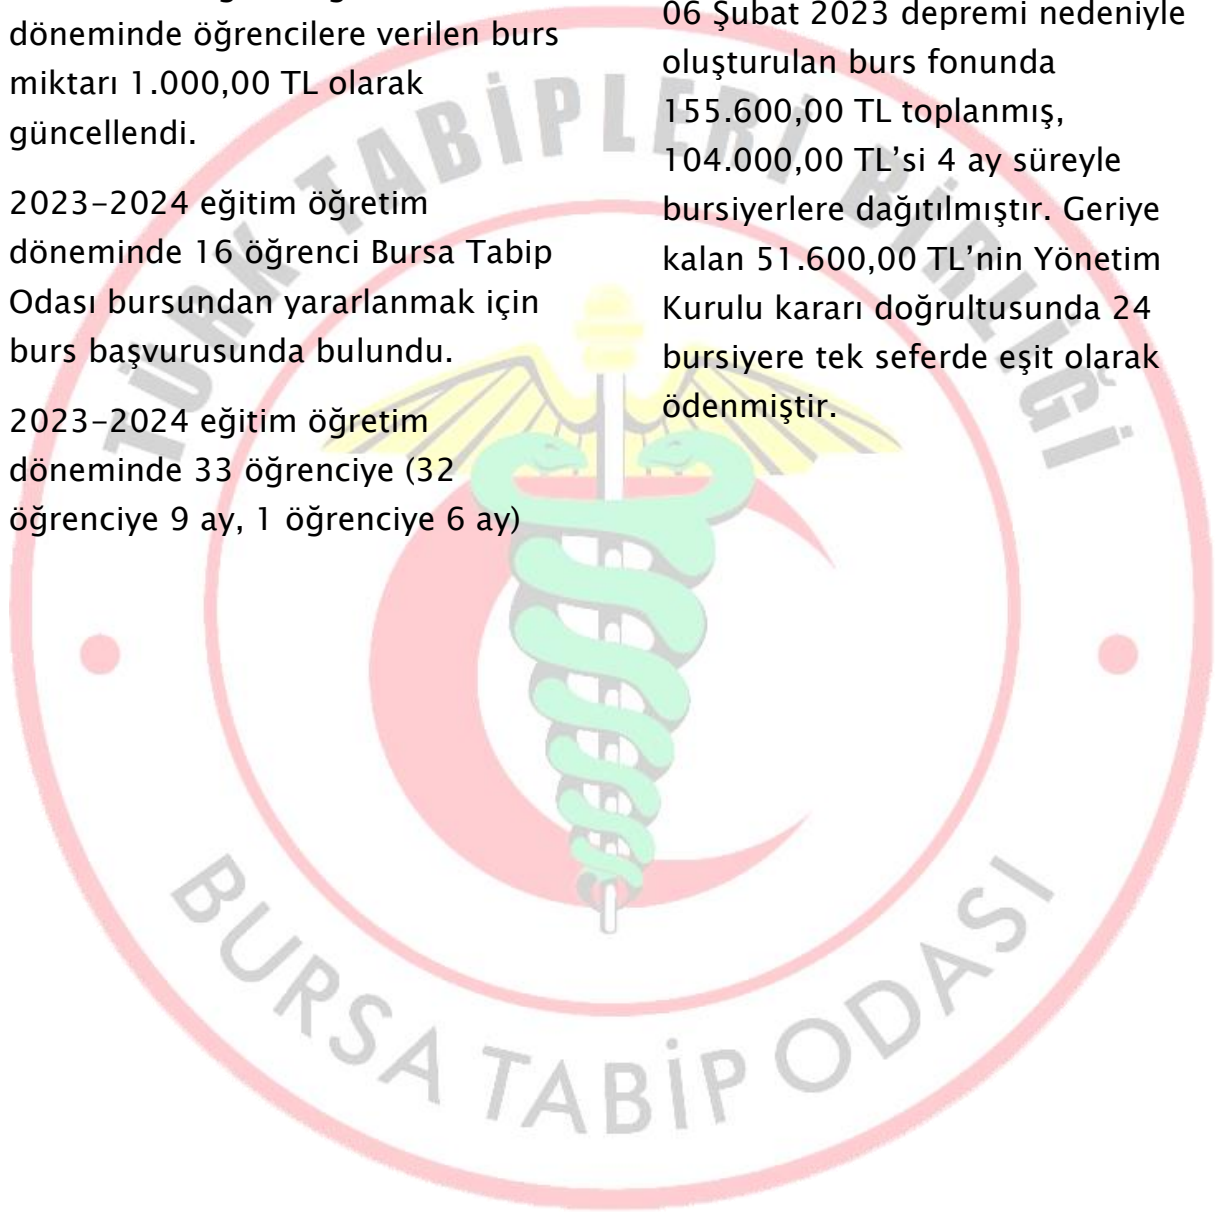 döneminde öğrencilere verilen burs
miktarı 1.000,00 TL olarak
güncellendi.
2023-2024 eğitim öğretim
döneminde 16 öğrenci Bursa Tabip
Odası bursundan yararlanmak için
burs başvurusunda bulundu.
2023-2024 eğitim öğretim
döneminde 33 öğrenciye (32
öğrenciye 9 ay, 1 öğrenciye 6 ay)
06 Şubat 2023 depremi nedeniyle
oluşturulan burs fonunda
155.600,00 TL toplanmış,
104.000,00 TL’si 4 ay süreyle
bursiyerlere dağıtılmıştır. Geriye
kalan 51.600,00 TL’nin Yönetim
Kurulu kararı doğrultusunda 24
bursiyere tek seferde eşit olarak
ödenmiştir.
TÜRK TABİPLERİ BİRLİĞİ
BURSA TABİP ODASI